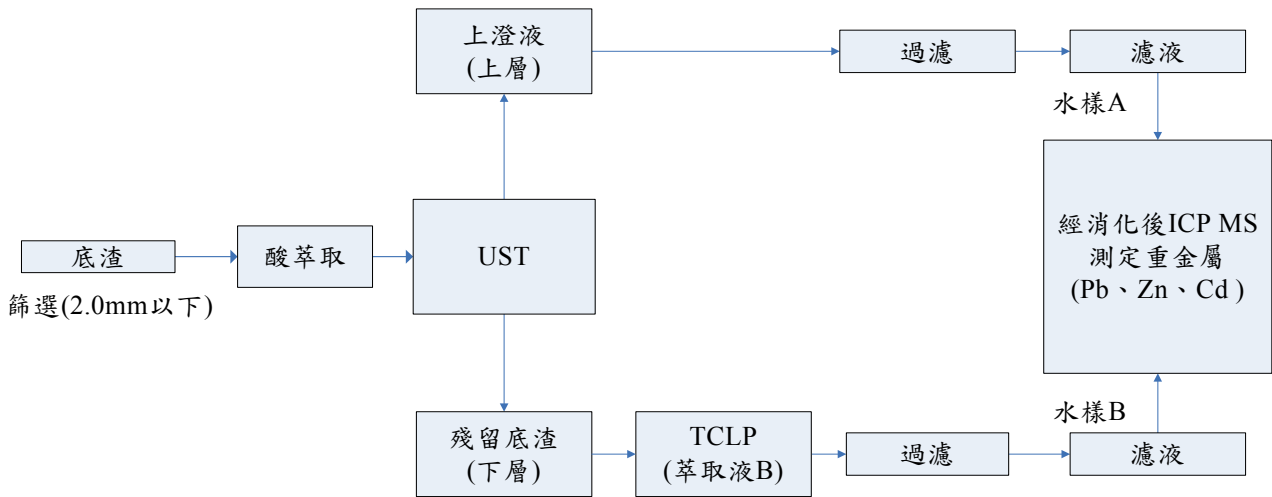 上澄液
(上層)
過濾
濾液
水樣A
底渣
篩選(2.0mm以下)
酸萃取
UST
經消化後ICP MS
測定重金屬
(Pb、Zn、Cd )
水樣B
殘留底渣
(下層)
TCLP
(萃取液B)
過濾
濾液